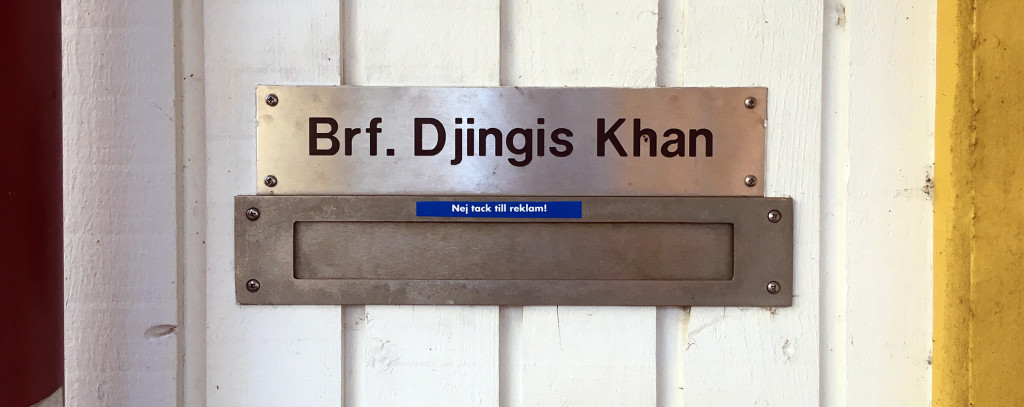 Brf. Djingis Khan
Nej tack till reklam!